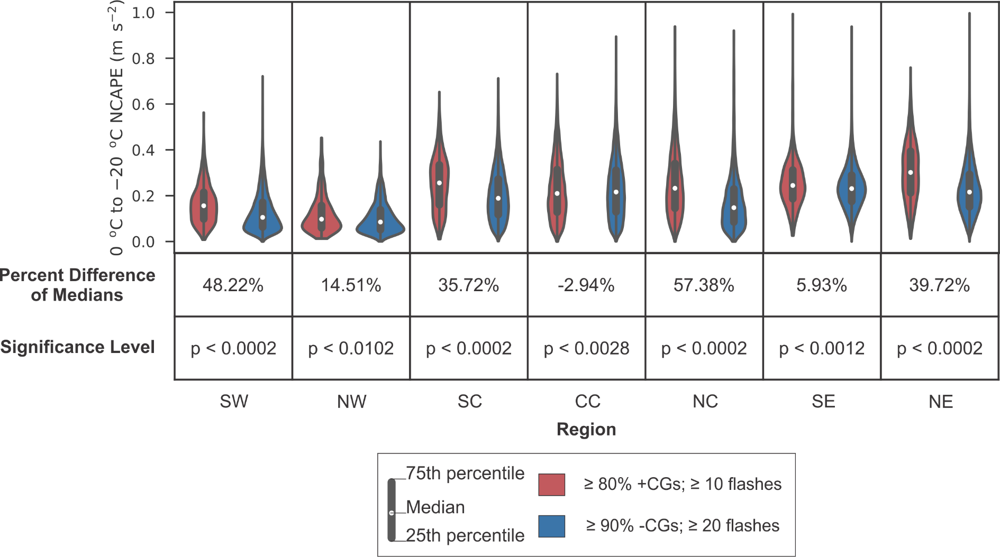 0 ºC to −20 ºC NCAPE (m s⁻²)
1.0
0.8
0.6
0.4
0.2
0.0
Percent Difference
of Medians
48.22%
14.51%
35.72%
-2.94%
57.38%
5.93%
39.72%
Significance Level
p < 0.0002
p < 0.0102
p < 0.0002
p < 0.0028
p < 0.0002
p < 0.0012
p < 0.0002
SW
NW
SC
CC
NC
SE
NE
Region
75th percentile
Median
25th percentile
≥ 80% +CGs; ≥ 10 flashes
≥ 90% -CGs; ≥ 20 flashes